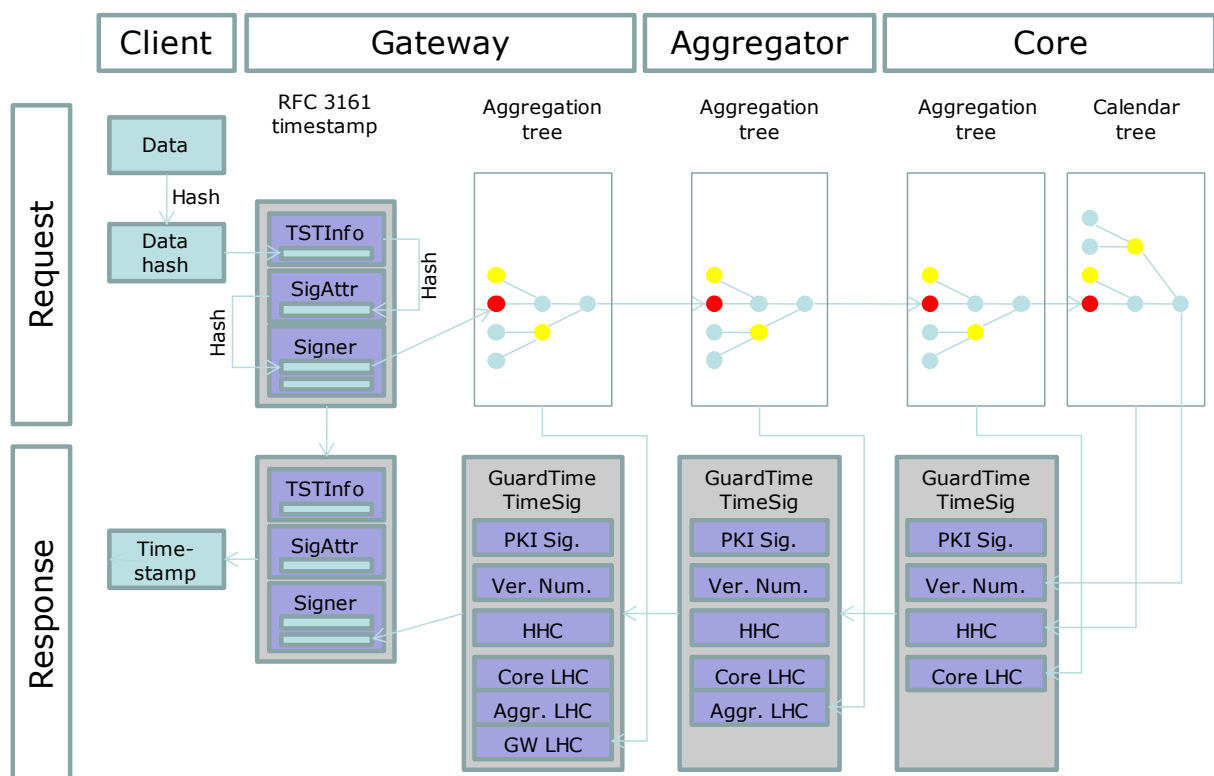 Client
Gateway
Aggregator
Core
Request
RFC 3161
timestamp
Aggregation
tree
Aggregation
tree
Aggregation
tree
Calendar
tree
Data
Hash
Data
hash
TSTInfo
Hash
SigAttr
Hash
Signer
Response
Time-
stamp
TSTInfo
SigAttr
Signer
GuardTime
TimeSig
PKI Sig.
Ver. Num.
HHC
Core LHC
Aggr. LHC
GW LHC
GuardTime
TimeSig
PKI Sig.
Ver. Num.
HHC
Core LHC
Aggr. LHC
GuardTime
TimeSig
PKI Sig.
Ver. Num.
HHC
Core LHC